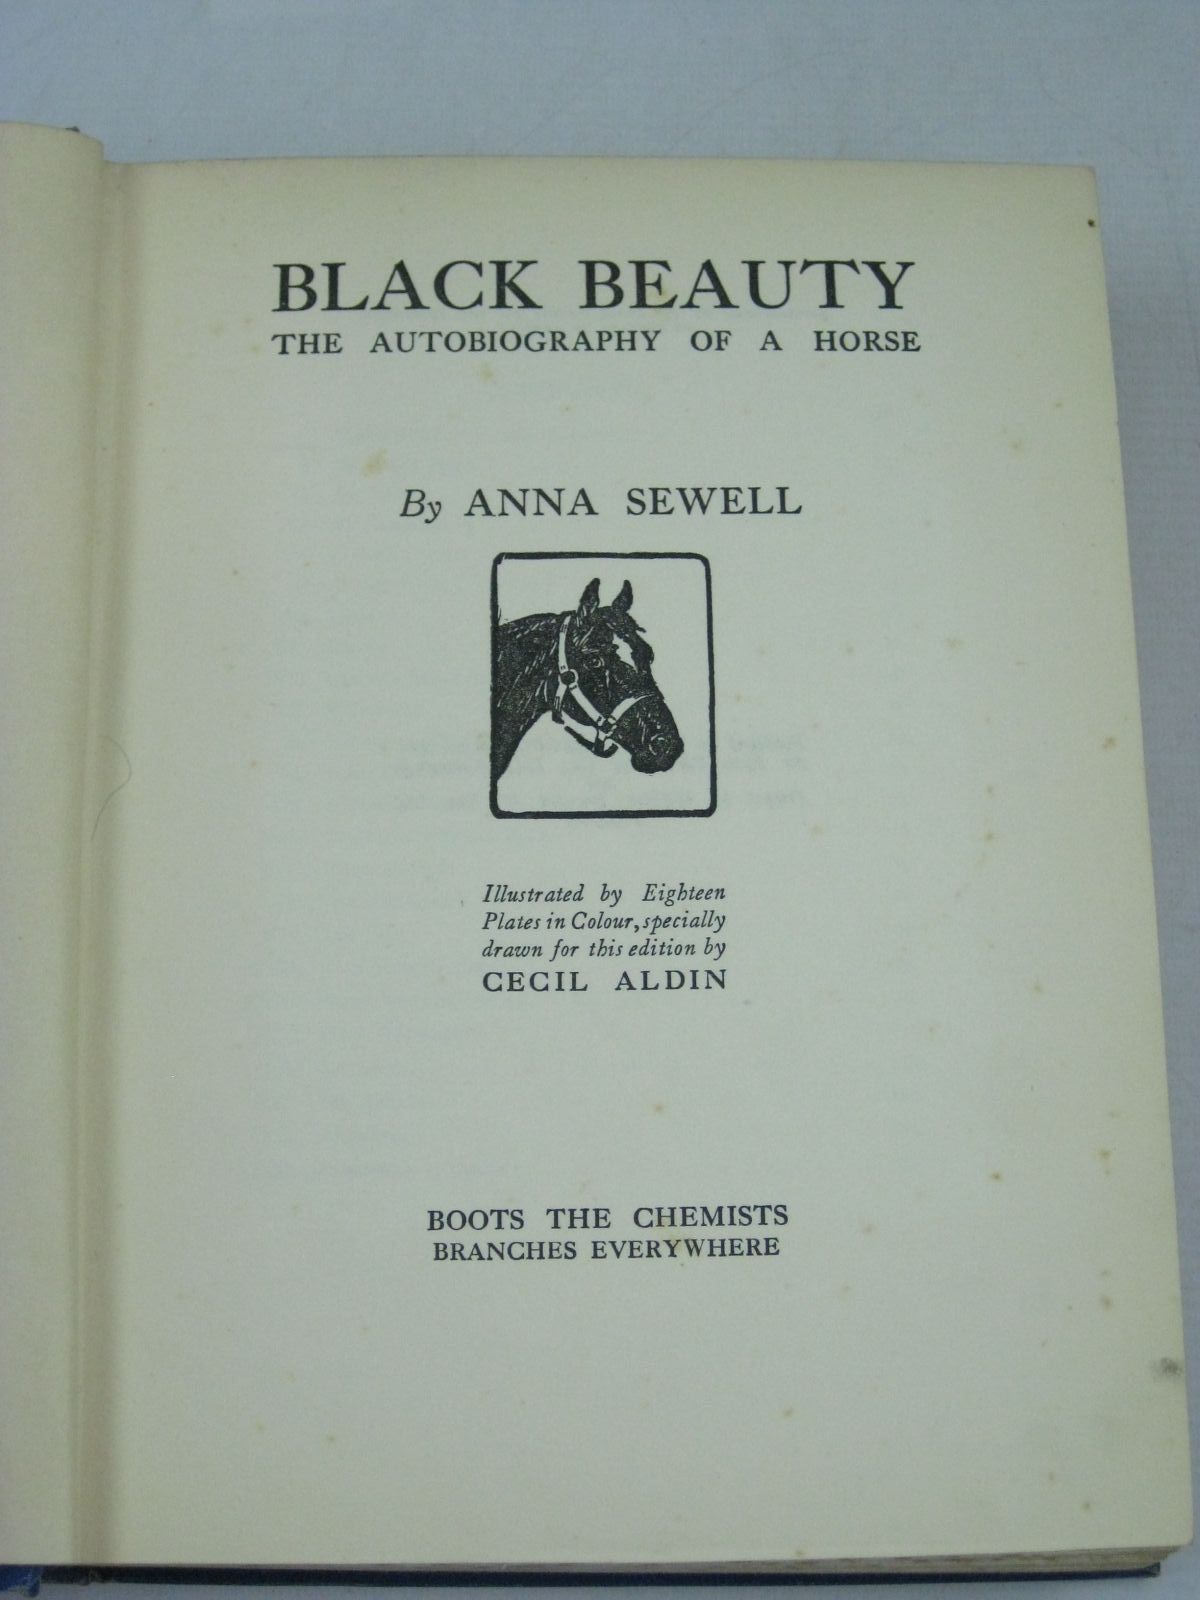 BLACK BEAUTY
THE AUTOBIOGRAPHY OF A HORSE
By ANNA SEWELL
Illustrated by Eighteen
Plates in Colour, specially
drawn for this edition by
CECIL ALDIN
BOOTS THE CHEMISTS
BRANCHES EVERYWHERE